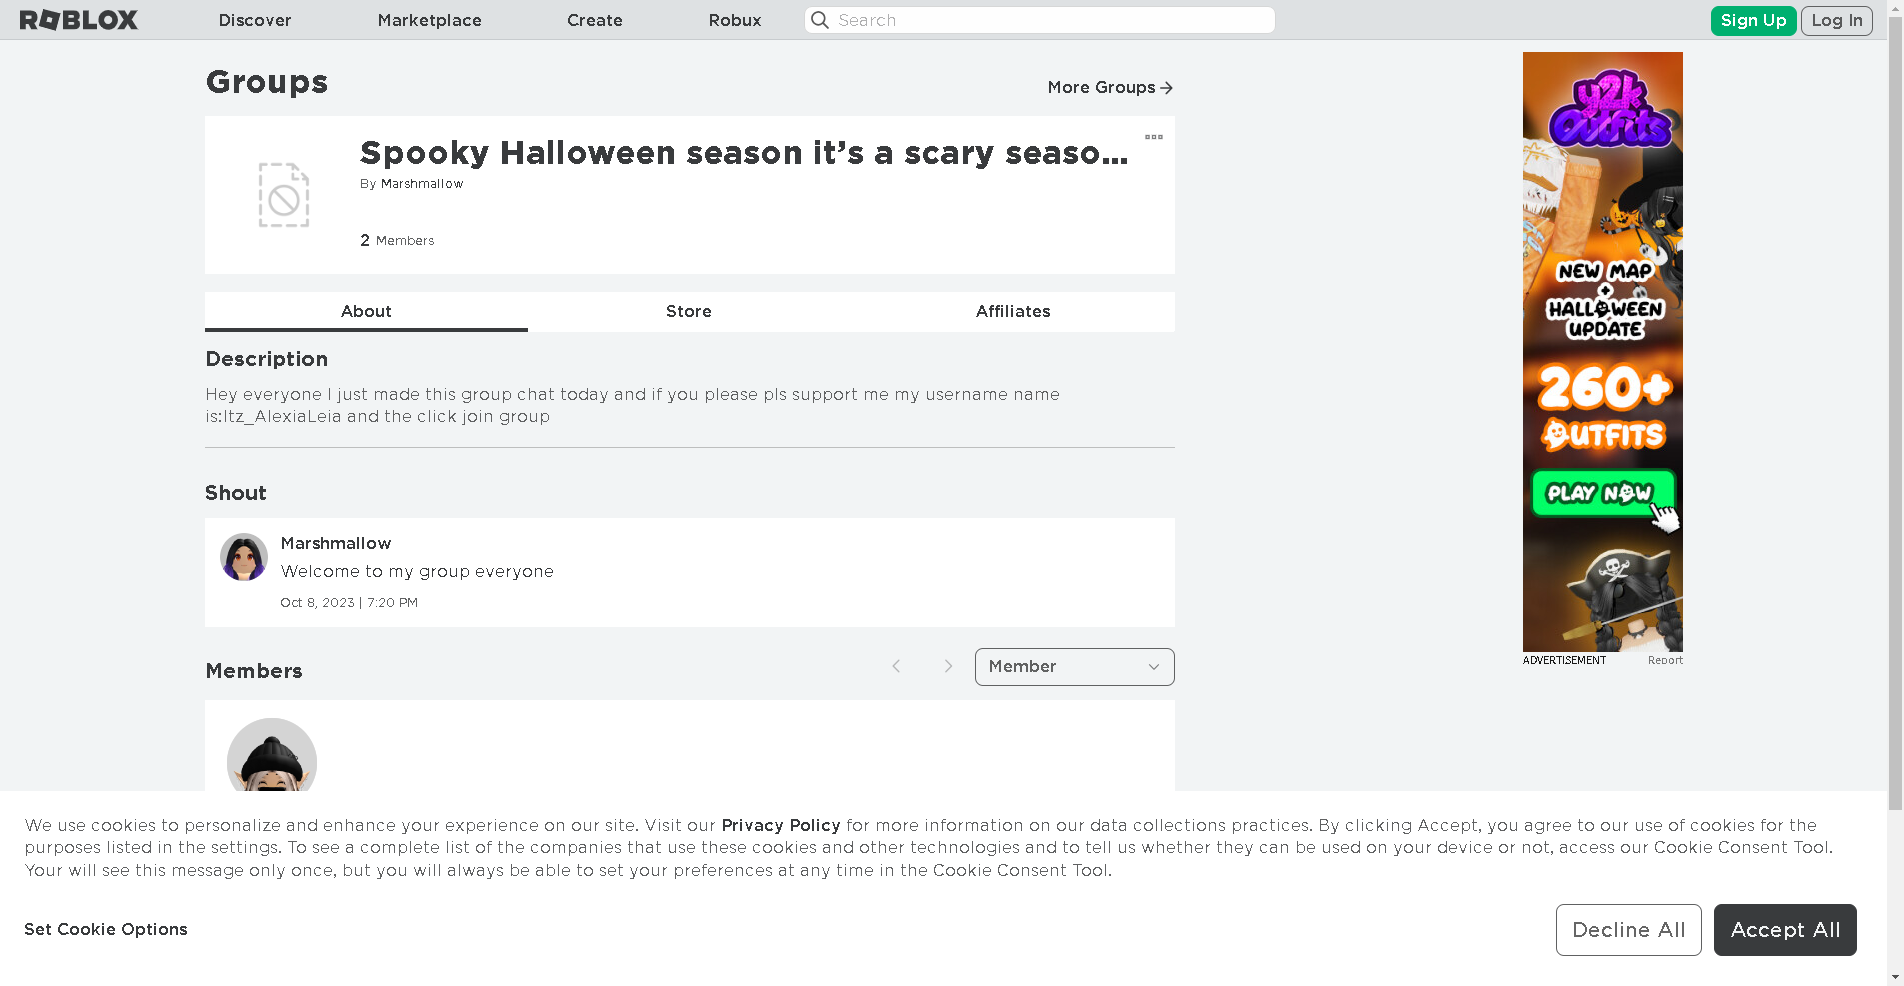 ROBLOX Discover Marketplace Create Robux Search Sign Up Log In
Groups
More Groups
Spooky Halloween season it’s a scary seaso...
By Marshmallow
2 Members
About Store Affiliates
Description
Hey everyone I just made this group chat today and if you please pls support me my username name
is:Itz_AlexiaLeia and the click join group
Shout
Marshmallow
Welcome to my group everyone
Oct 8, 2023 | 7:20 PM
Members
Member
y2k
Outfits
NEW MAP
+
HALLOWEEN
UPDATE
260+
OUTFITS
PLAY NOW
ADVERTISEMENT Report
We use cookies to personalize and enhance your experience on our site. Visit our Privacy Policy for more information on our data collections practices. By clicking Accept, you agree to our use of cookies for the
purposes listed in the settings. To see a complete list of the companies that use these cookies and other technologies and to tell us whether they can be used on your device or not, access our Cookie Consent Tool.
Your will see this message only once, but you will always be able to set your preferences at any time in the Cookie Consent Tool.
Set Cookie Options
Decline All
Accept All